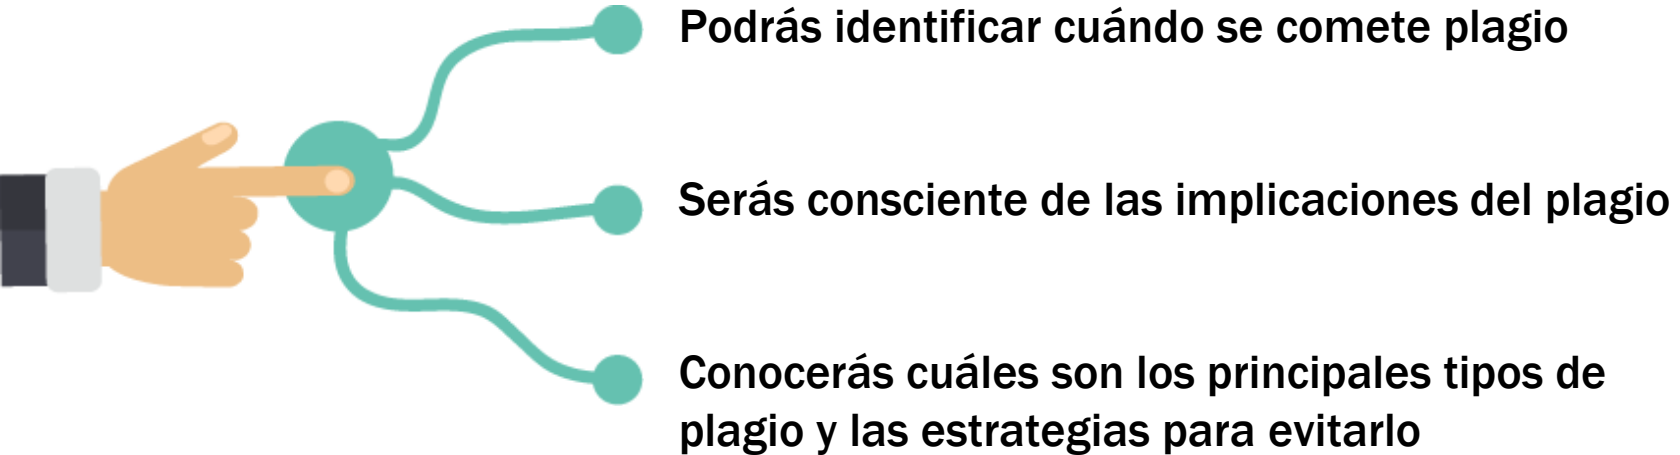 Podrás identificar cuándo se comete plagio
Serás consciente de las implicaciones del plagio
Conocerás cuáles son los principales tipos de
plagio y las estrategias para evitarlo